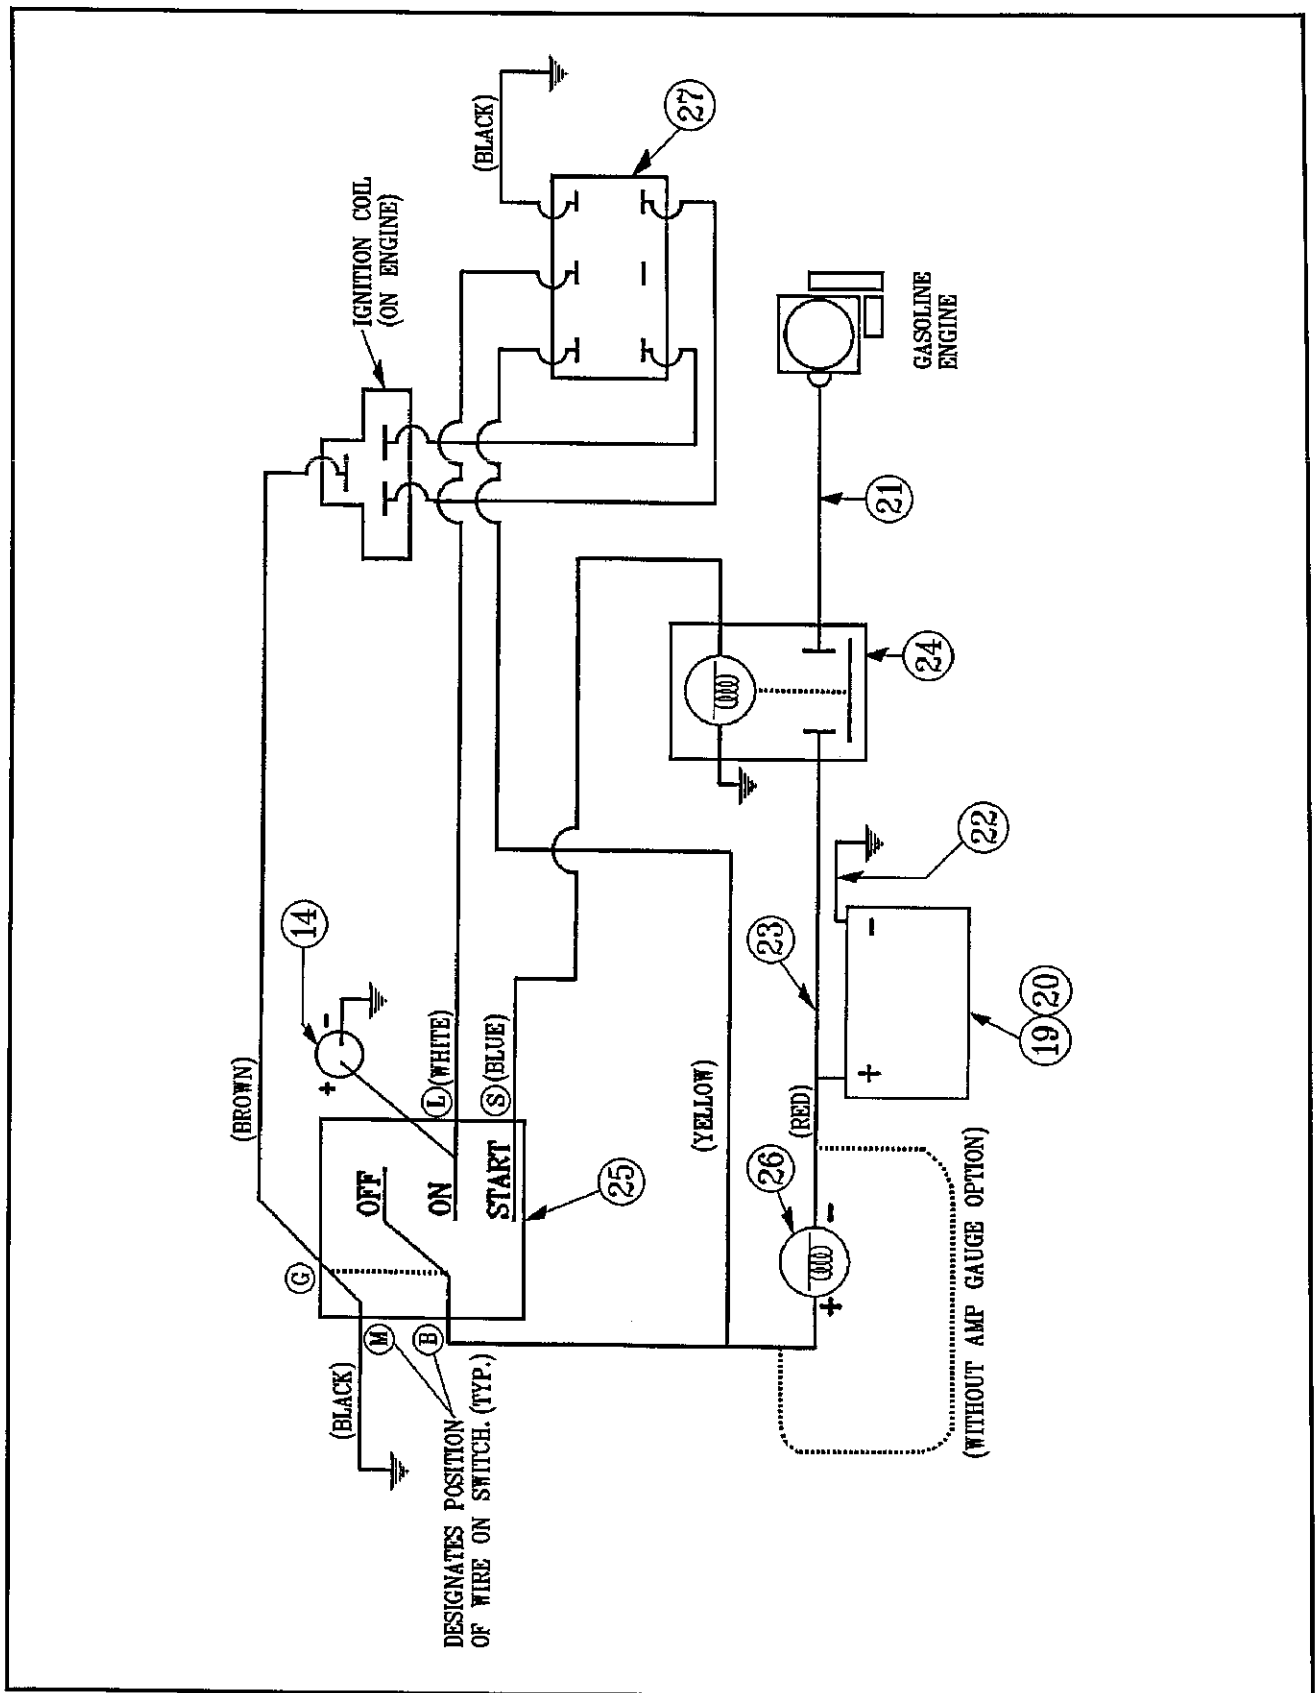 (BLACK)
27
IGNITION COIL
(ON ENGINE)
GASOLINE
ENGINE
21
24
(BROWN)
14
+
-
L
(WHITE)
S
(BLUE)
OFF
ON
START
25
G
M
B
(BLACK)
DESIGNATES POSITION
OF WIRE ON SWITCH. (TYP.)
(YELLOW)
(RED)
23
22
+
-
19
20
26
+
-
(WITHOUT AMP GAUGE OPTION)